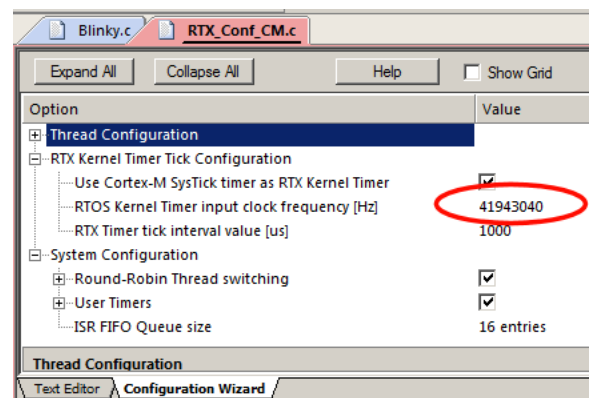 Blinky.c RTX_Conf_CM.c
Expand All Collapse All Help Show Grid
Option Value
Thread Configuration
RTX Kernel Timer Tick Configuration
Use Cortex-M SysTick timer as RTX Kernel Timer
RTOS Kernel Timer input clock frequency [Hz] 41943040
RTX Timer tick interval value [us] 1000
System Configuration
Round-Robin Thread switching
User Timers
ISR FIFO Queue size 16 entries
Thread Configuration
Text Editor Configuration Wizard